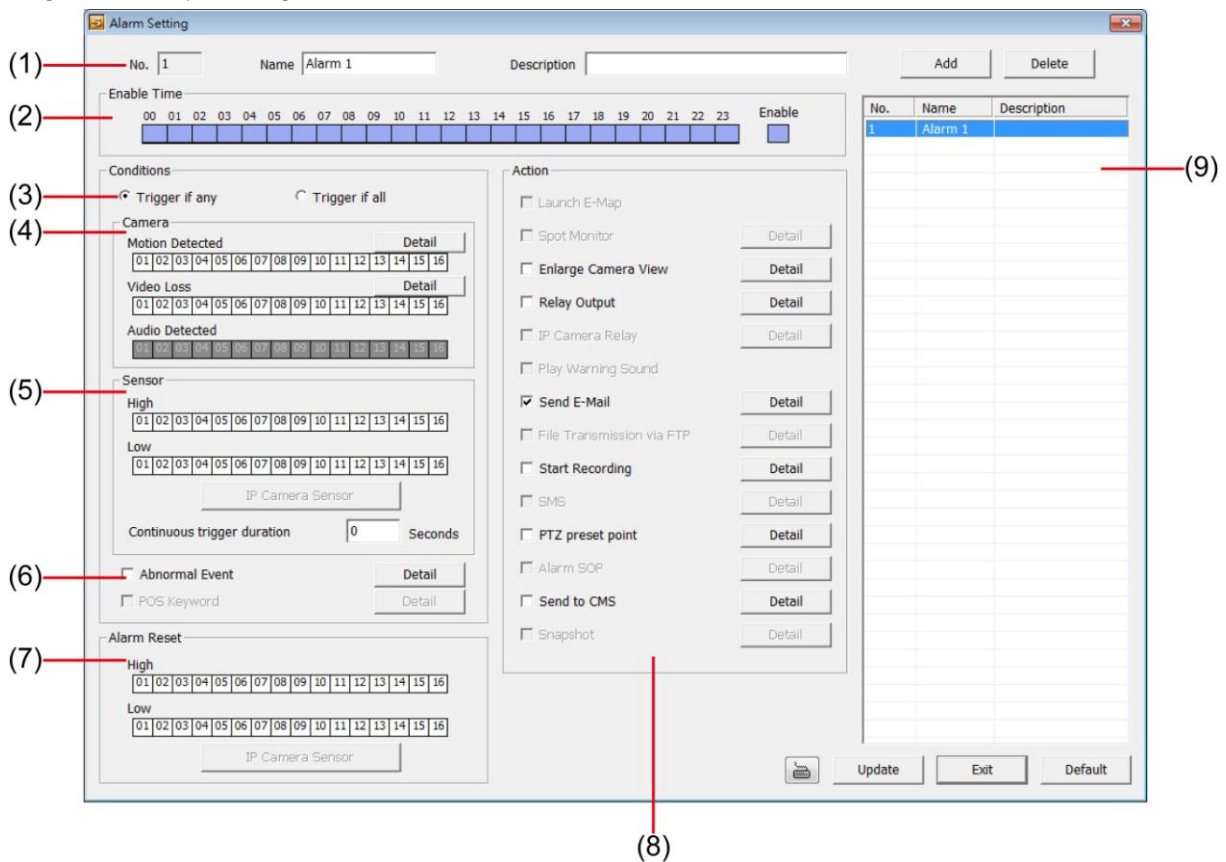 Alarm Setting
(1) No. 1 Name Alarm 1 Description Add Delete
Enable Time
(2) 00 01 02 03 04 05 06 07 08 09 10 11 12 13 14 15 16 17 18 19 20 21 22 23 Enable
No. Name Description
1 Alarm 1
(9)
Conditions
(3) Trigger if any Trigger if all
(4) Camera
Motion Detected Detail
01 02 03 04 05 06 07 08 09 10 11 12 13 14 15 16
Video Loss Detail
01 02 03 04 05 06 07 08 09 10 11 12 13 14 15 16
Audio Detected
01 02 03 04 05 06 07 08 09 10 11 12 13 14 15 16
(5) Sensor
High
01 02 03 04 05 06 07 08 09 10 11 12 13 14 15 16
Low
01 02 03 04 05 06 07 08 09 10 11 12 13 14 15 16
IP Camera Sensor
Continuous trigger duration 0 Seconds
(6) Abnormal Event Detail
POS Keyword Detail
Alarm Reset
(7) High
01 02 03 04 05 06 07 08 09 10 11 12 13 14 15 16
Low
01 02 03 04 05 06 07 08 09 10 11 12 13 14 15 16
IP Camera Sensor
Action
Launch E-Map
Spot Monitor Detail
Enlarge Camera View Detail
Relay Output Detail
IP Camera Relay Detail
Play Warning Sound
Send E-Mail Detail
File Transmission via FTP Detail
Start Recording Detail
SMS Detail
PTZ preset point Detail
Alarm SOP Detail
Send to CMS Detail
Snapshot Detail
Update Exit Default
(8)